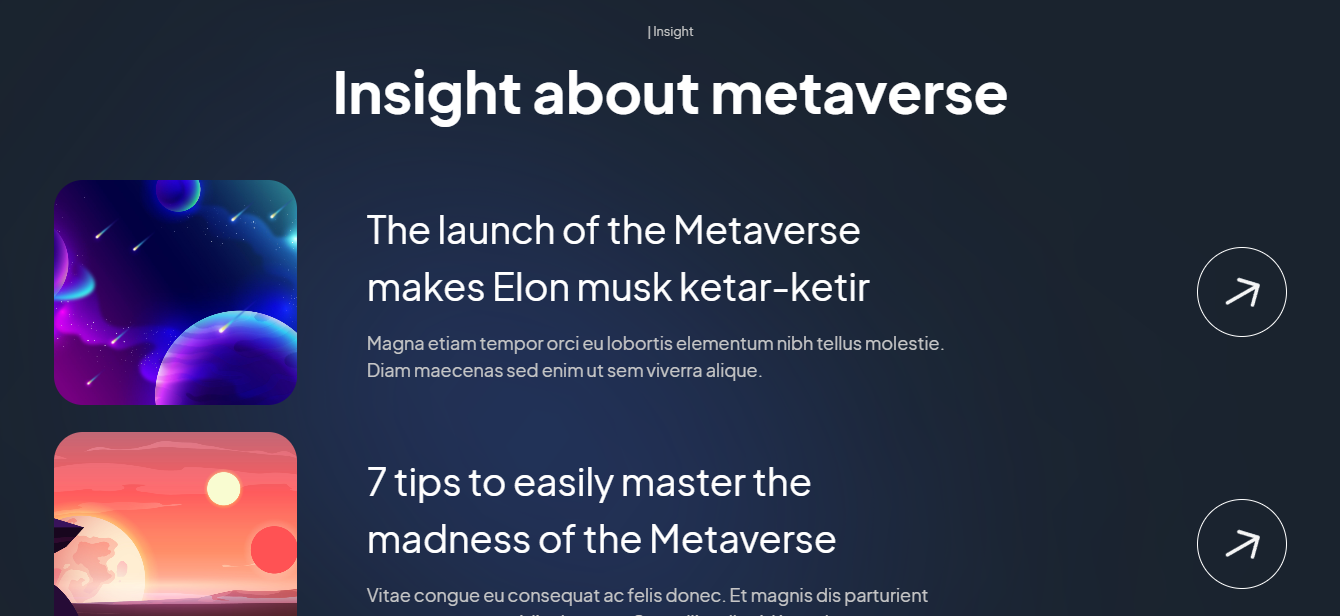 | Insight
Insight about metaverse
The launch of the Metaverse
makes Elon musk ketar-ketir
Magna etiam tempor orci eu lobortis elementum nibh tellus molestie.
Diam maecenas sed enim ut sem viverra alique.
7 tips to easily master the
madness of the Metaverse
Vitae congue eu consequat ac felis donec. Et magnis dis parturient